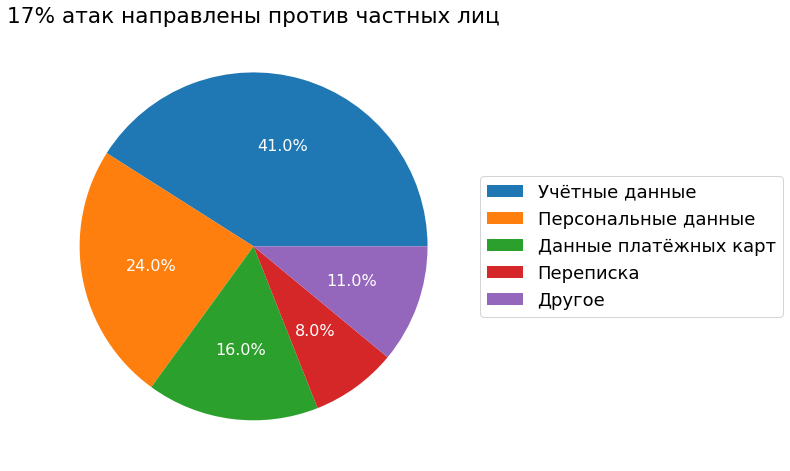 17% атак направлены против частных лиц
41.0%
24.0%
16.0%
8.0%
11.0%
Учётные данные
Персональные данные
Данные платёжных карт
Переписка
Другое